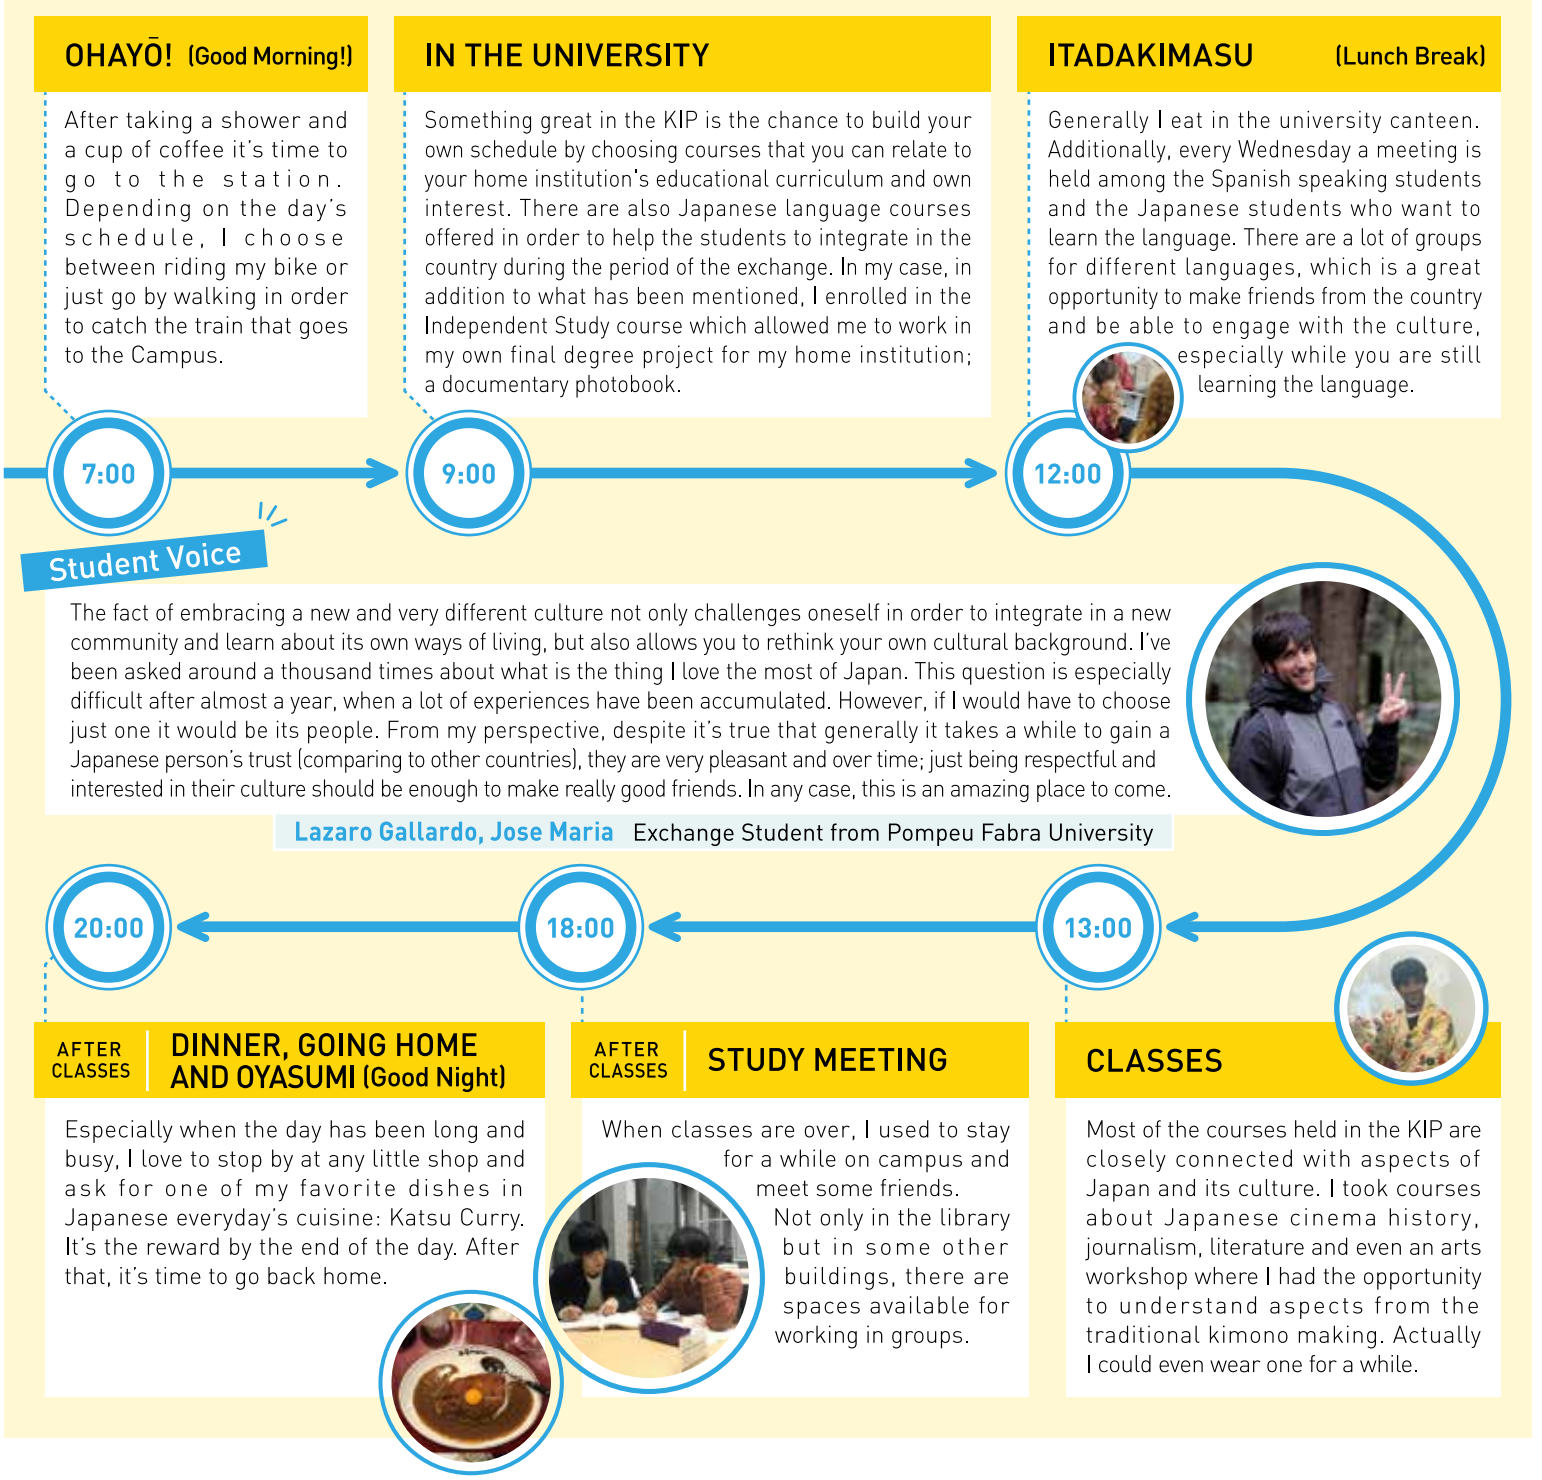 OHAYŌ! (Good Morning!)
After taking a shower and
a cup of coffee it's time to
go to the station.
Depending on the day's
schedule, I choose
between riding my bike or
just go by walking in order
to catch the train that goes
to the Campus.
7:00
IN THE UNIVERSITY
Something great in the KIP is the chance to build your
own schedule by choosing courses that you can relate to
your home institution's educational curriculum and own
interest. There are also Japanese language courses
offered in order to help the students to integrate in the
country during the period of the exchange. In my case, in
addition to what has been mentioned, I enrolled in the
Independent Study course which allowed me to work in
my own final degree project for my home institution;
a documentary photobook.
9:00
ITADAKIMASU (Lunch Break)
Generally I eat in the university canteen.
Additionally, every Wednesday a meeting is
held among the Spanish speaking students
and the Japanese students who want to
learn the language. There are a lot of groups
for different languages, which is a great
opportunity to make friends from the country
and be able to engage with the culture,
especially while you are still
learning the language.
12:00
Student Voice
The fact of embracing a new and very different culture not only challenges oneself in order to integrate in a new
community and learn about its own ways of living, but also allows you to rethink your own cultural background. I've
been asked around a thousand times about what is the thing I love the most of Japan. This question is especially
difficult after almost a year, when a lot of experiences have been accumulated. However, if I would have to choose
just one it would be its people. From my perspective, despite it's true that generally it takes a while to gain a
Japanese person's trust (comparing to other countries), they are very pleasant and over time; just being respectful and
interested in their culture should be enough to make really good friends. In any case, this is an amazing place to come.
Lazaro Gallardo, Jose Maria Exchange Student from Pompeu Fabra University
13:00
CLASSES
Most of the courses held in the KIP are
closely connected with aspects of
Japan and its culture. I took courses
about Japanese cinema history,
journalism, literature and even an arts
workshop where I had the opportunity
to understand aspects from the
traditional kimono making. Actually
I could even wear one for a while.
18:00
AFTER
CLASSES
STUDY MEETING
When classes are over, I used to stay
for a while on campus and
meet some friends.
Not only in the library
but in some other
buildings, there are
spaces available for
working in groups.
20:00
AFTER
CLASSES
DINNER, GOING HOME
AND OYASUMI (Good Night)
Especially when the day has been long and
busy, I love to stop by at any little shop and
ask for one of my favorite dishes in
Japanese everyday's cuisine: Katsu Curry.
It's the reward by the end of the day. After
that, it's time to go back home.